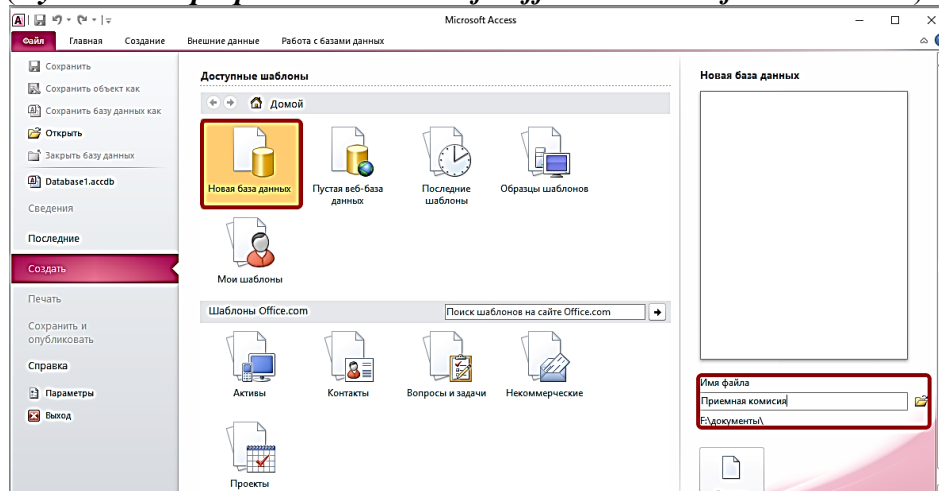 Microsoft Access
Файл Главная Создание Внешние данные Работа с базами данных
Сохранить
Сохранить объект как
Сохранить базу данных как
Открыть
Закрыть базу данных
Database1.accdb
Сведения
Последние
Создать
Печать
Сохранить и
опубликовать
Справка
Параметры
Выход
Доступные шаблоны
Домой
Новая база данных
Пустая веб-база
данных
Последние
шаблоны
Образцы шаблонов
Мои шаблоны
Шаблоны Office.com
Поиск шаблонов на сайте Office.com
Активы
Контакты
Вопросы и задачи
Некоммерческие
Проекты
Новая база данных
Имя файла
Приемная комисия
F:\документы\